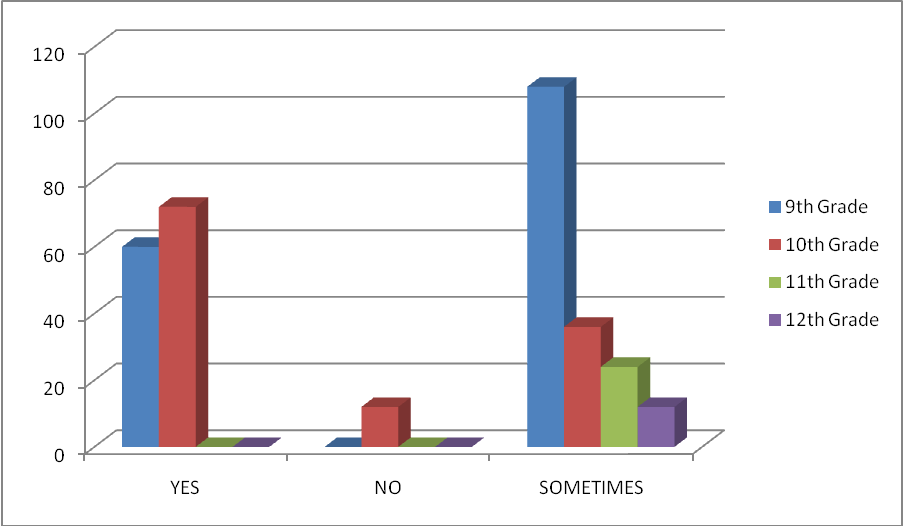 120
100
80
60
40
20
0
YES NO SOMETIMES
9th Grade
10th Grade
11th Grade
12th Grade